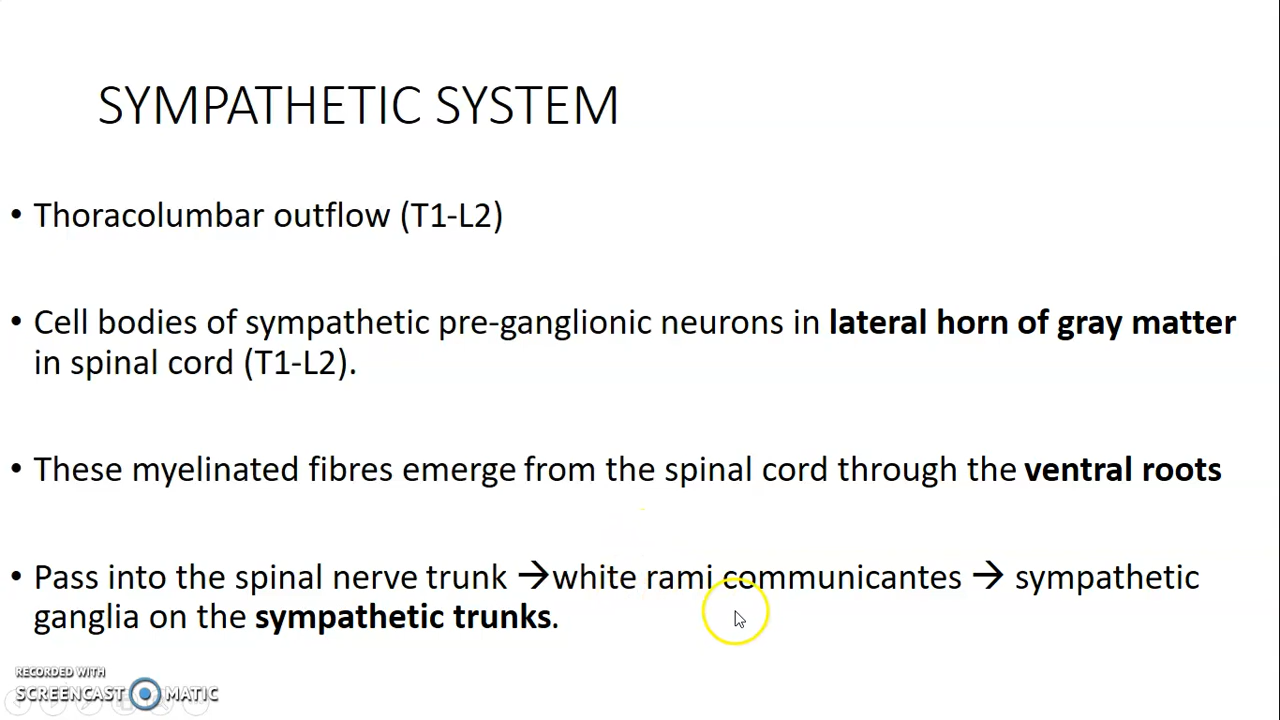 SYMPATHETIC SYSTEM
• Thoracolumbar outflow (T1-L2)
• Cell bodies of sympathetic pre-ganglionic neurons in lateral horn of gray matter
in spinal cord (T1-L2).
• These myelinated fibres emerge from the spinal cord through the ventral roots
• Pass into the spinal nerve trunk →white rami communicantes → sympathetic
ganglia on the sympathetic trunks.
RECORDED WITH
SCREENCAST MATIC